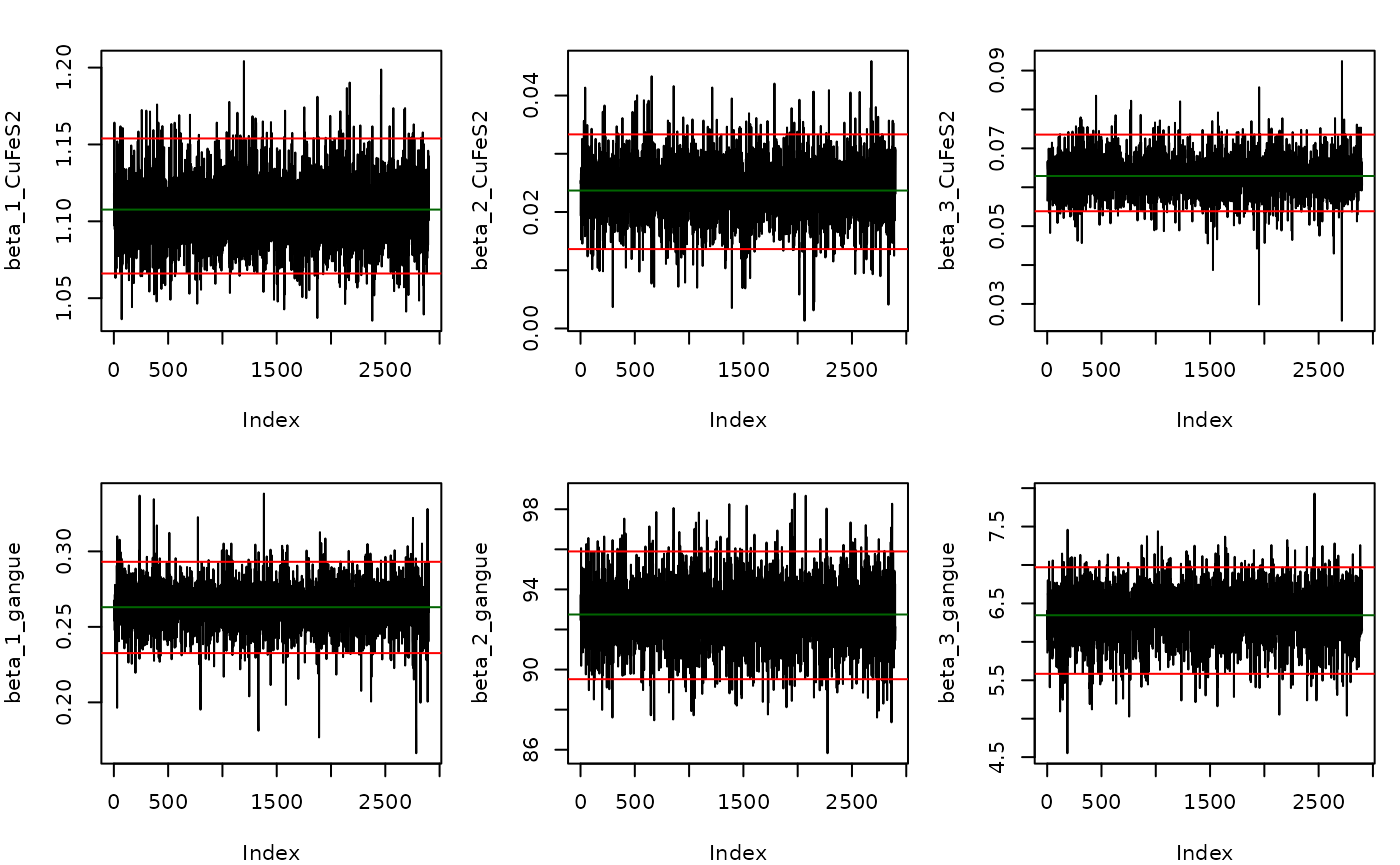 beta_1_CuFeS2
1.05 1.10 1.15 1.20
0 500 1500 2500
Index
beta_2_CuFeS2
0.00 0.02 0.04
0 500 1500 2500
Index
beta_3_CuFeS2
0.03 0.05 0.07 0.09
0 500 1500 2500
Index
beta_1_gangue
0.20 0.25 0.30
0 500 1500 2500
Index
beta_2_gangue
86 90 94 98
0 500 1500 2500
Index
beta_3_gangue
4.5 5.5 6.5 7.5
0 500 1500 2500
Index